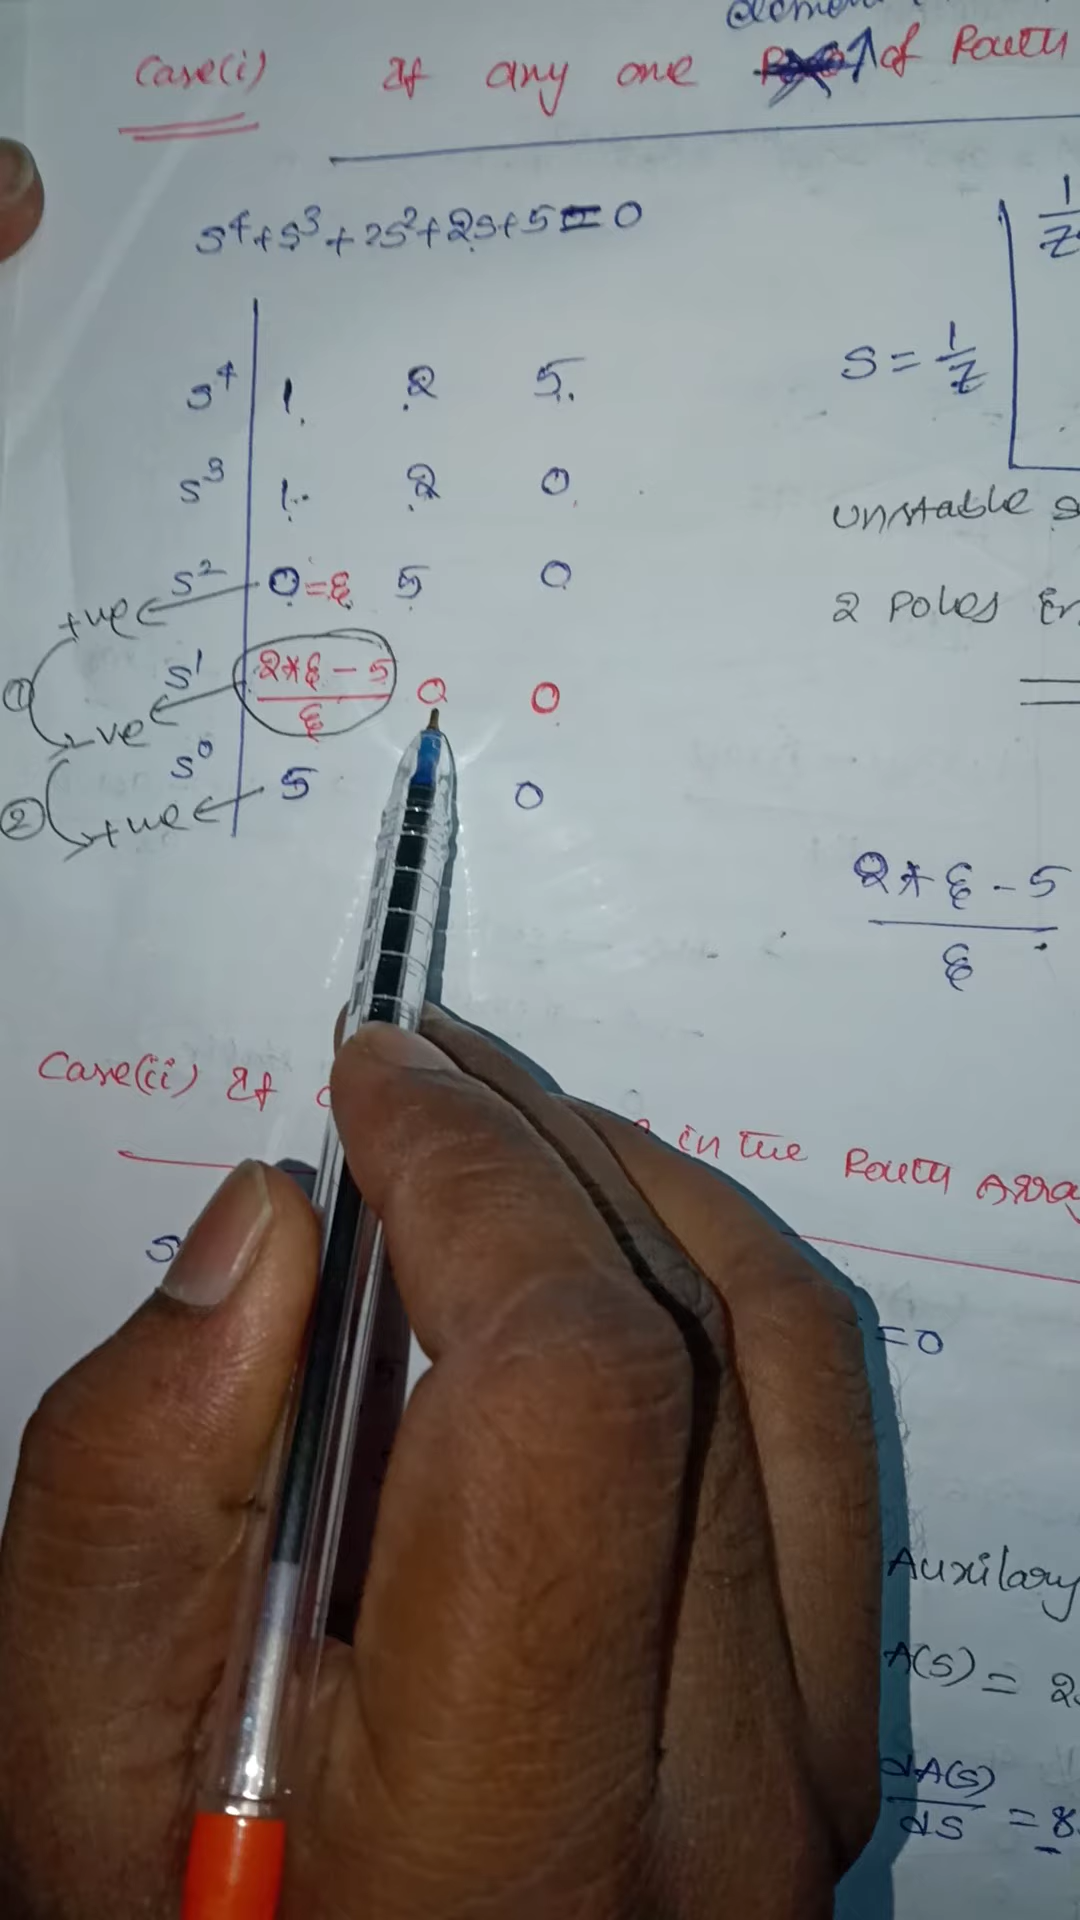 Case(i) If any one of Routh
s⁴+s³+2s²+2s+5=0
1
s = 1/z
s⁴ 1 2 5
s³ 1 2 0
unstable
s² 0=ε 5 0
+ve
2 Poles
① s¹ (2*ε-5)/ε 0 0
-ve
s⁰ 5 0
② +ve
(2*ε-5)/ε
Case(ii) If in the Routh Array
s =0
Auxilary
A(s) = 2
dA(s)/ds = 8